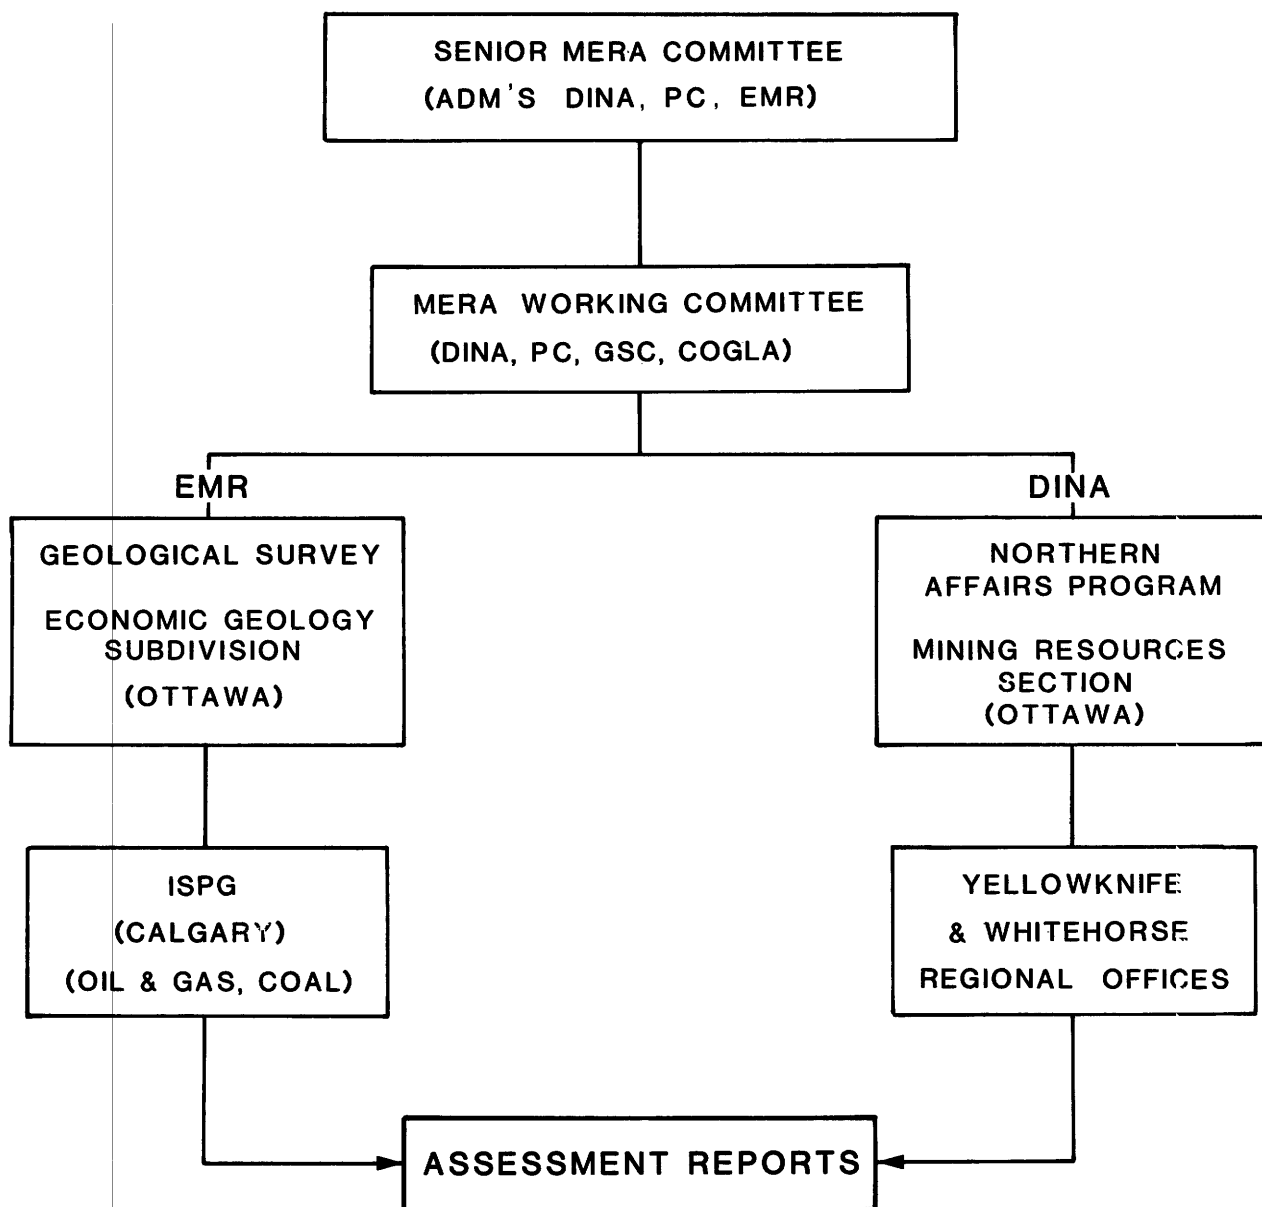 SENIOR MERA COMMITTEE
(ADM'S DINA, PC, EMR)
MERA WORKING COMMITTEE
(DINA, PC, GSC, COGLA)
EMR
GEOLOGICAL SURVEY
ECONOMIC GEOLOGY
SUBDIVISION
(OTTAWA)
DINA
NORTHERN
AFFAIRS PROGRAM
MINING RESOURCES
SECTION
(OTTAWA)
ISPG
(CALGARY)
(OIL & GAS, COAL)
YELLOWKNIFE
& WHITEHORSE
REGIONAL OFFICES
ASSESSMENT REPORTS